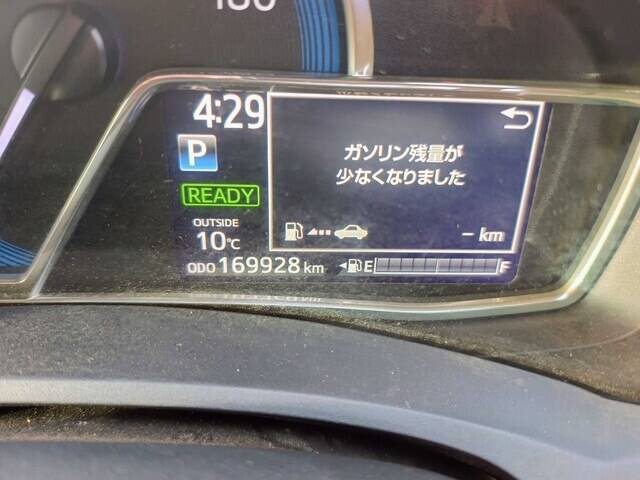 4:29
P
ガソリン残量が
少なくなりました
READY
OUTSIDE
10℃
- km
ODO 169928 km
E F